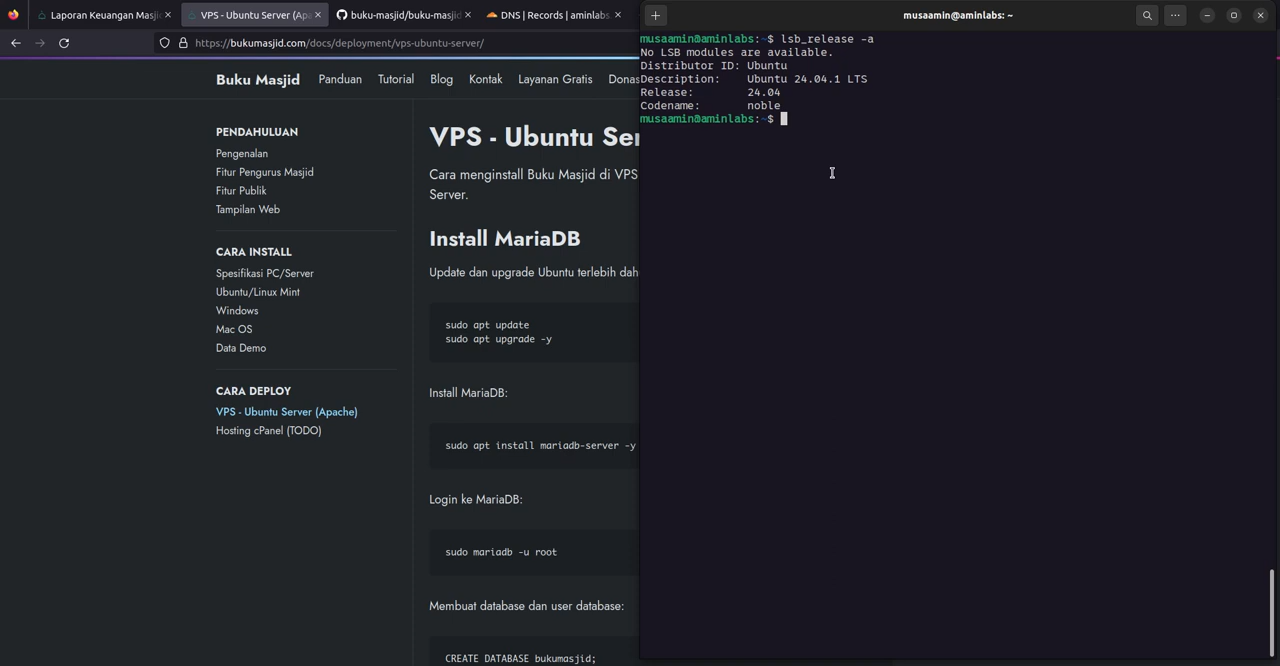 Laporan Keuangan Masji
VPS - Ubuntu Server (Apa
buku-masjid/buku-masjid
DNS | Records | aminlabs.
musaamin@aminlabs: ~
https://bukumasjid.com/docs/deployment/vps-ubuntu-server/
Buku Masjid
Panduan
Tutorial
Blog
Kontak
Layanan Gratis
Donas
PENDAHULUAN
Pengenalan
Fitur Pengurus Masjid
Fitur Publik
Tampilan Web
CARA INSTALL
Spesifikasi PC/Server
Ubuntu/Linux Mint
Windows
Mac OS
Data Demo
CARA DEPLOY
VPS - Ubuntu Server (Apache)
Hosting cPanel (TODO)
VPS - Ubuntu Ser
Cara menginstall Buku Masjid di VPS
Server.
Install MariaDB
Update dan upgrade Ubuntu terlebih dah
sudo apt update
sudo apt upgrade -y
Install MariaDB:
sudo apt install mariadb-server -y
Login ke MariaDB:
sudo mariadb -u root
Membuat database dan user database:
CREATE DATABASE bukumasjid;
musaamin@aminlabs:~$ lsb_release -a
No LSB modules are available.
Distributor ID: Ubuntu
Description: Ubuntu 24.04.1 LTS
Release: 24.04
Codename: noble
musaamin@aminlabs:~$